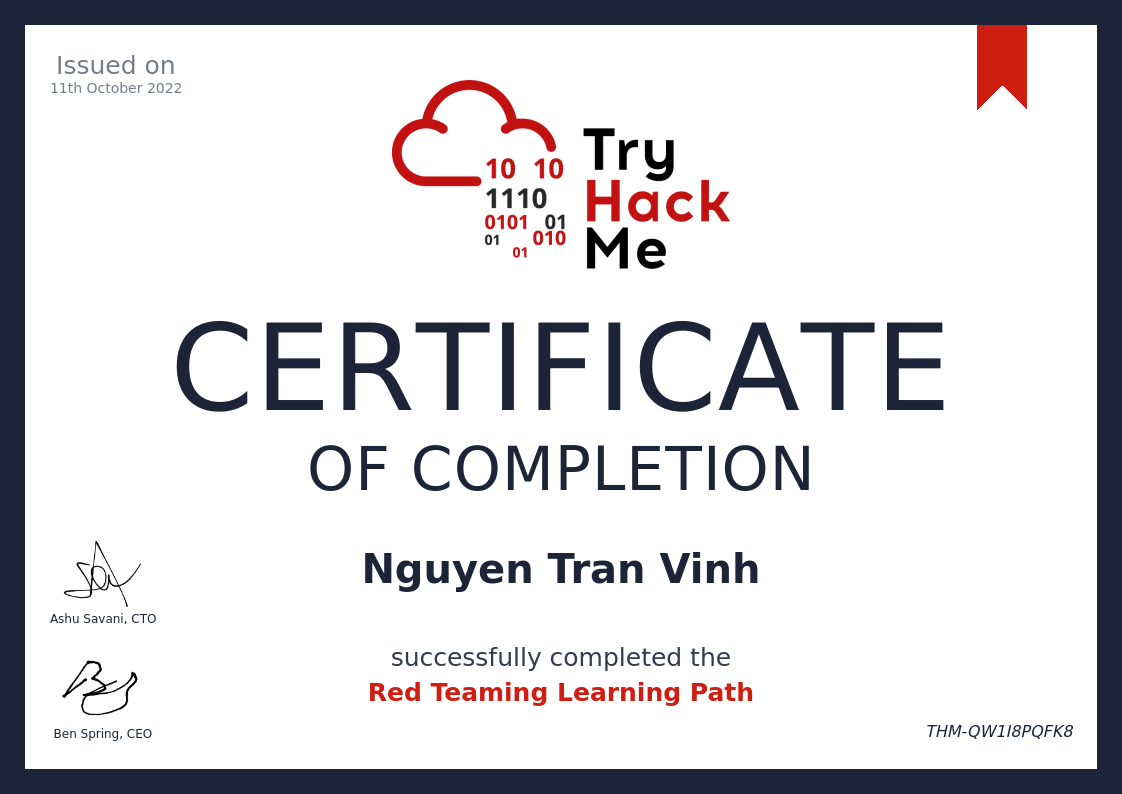 Issued on
11th October 2022
10 10
1110
0101 01
01 010
01
Try
Hack
Me
CERTIFICATE
OF COMPLETION
Nguyen Tran Vinh
successfully completed the
Red Teaming Learning Path
Ashu Savani, CTO
Ben Spring, CEO
THM-QW1I8PQFK8